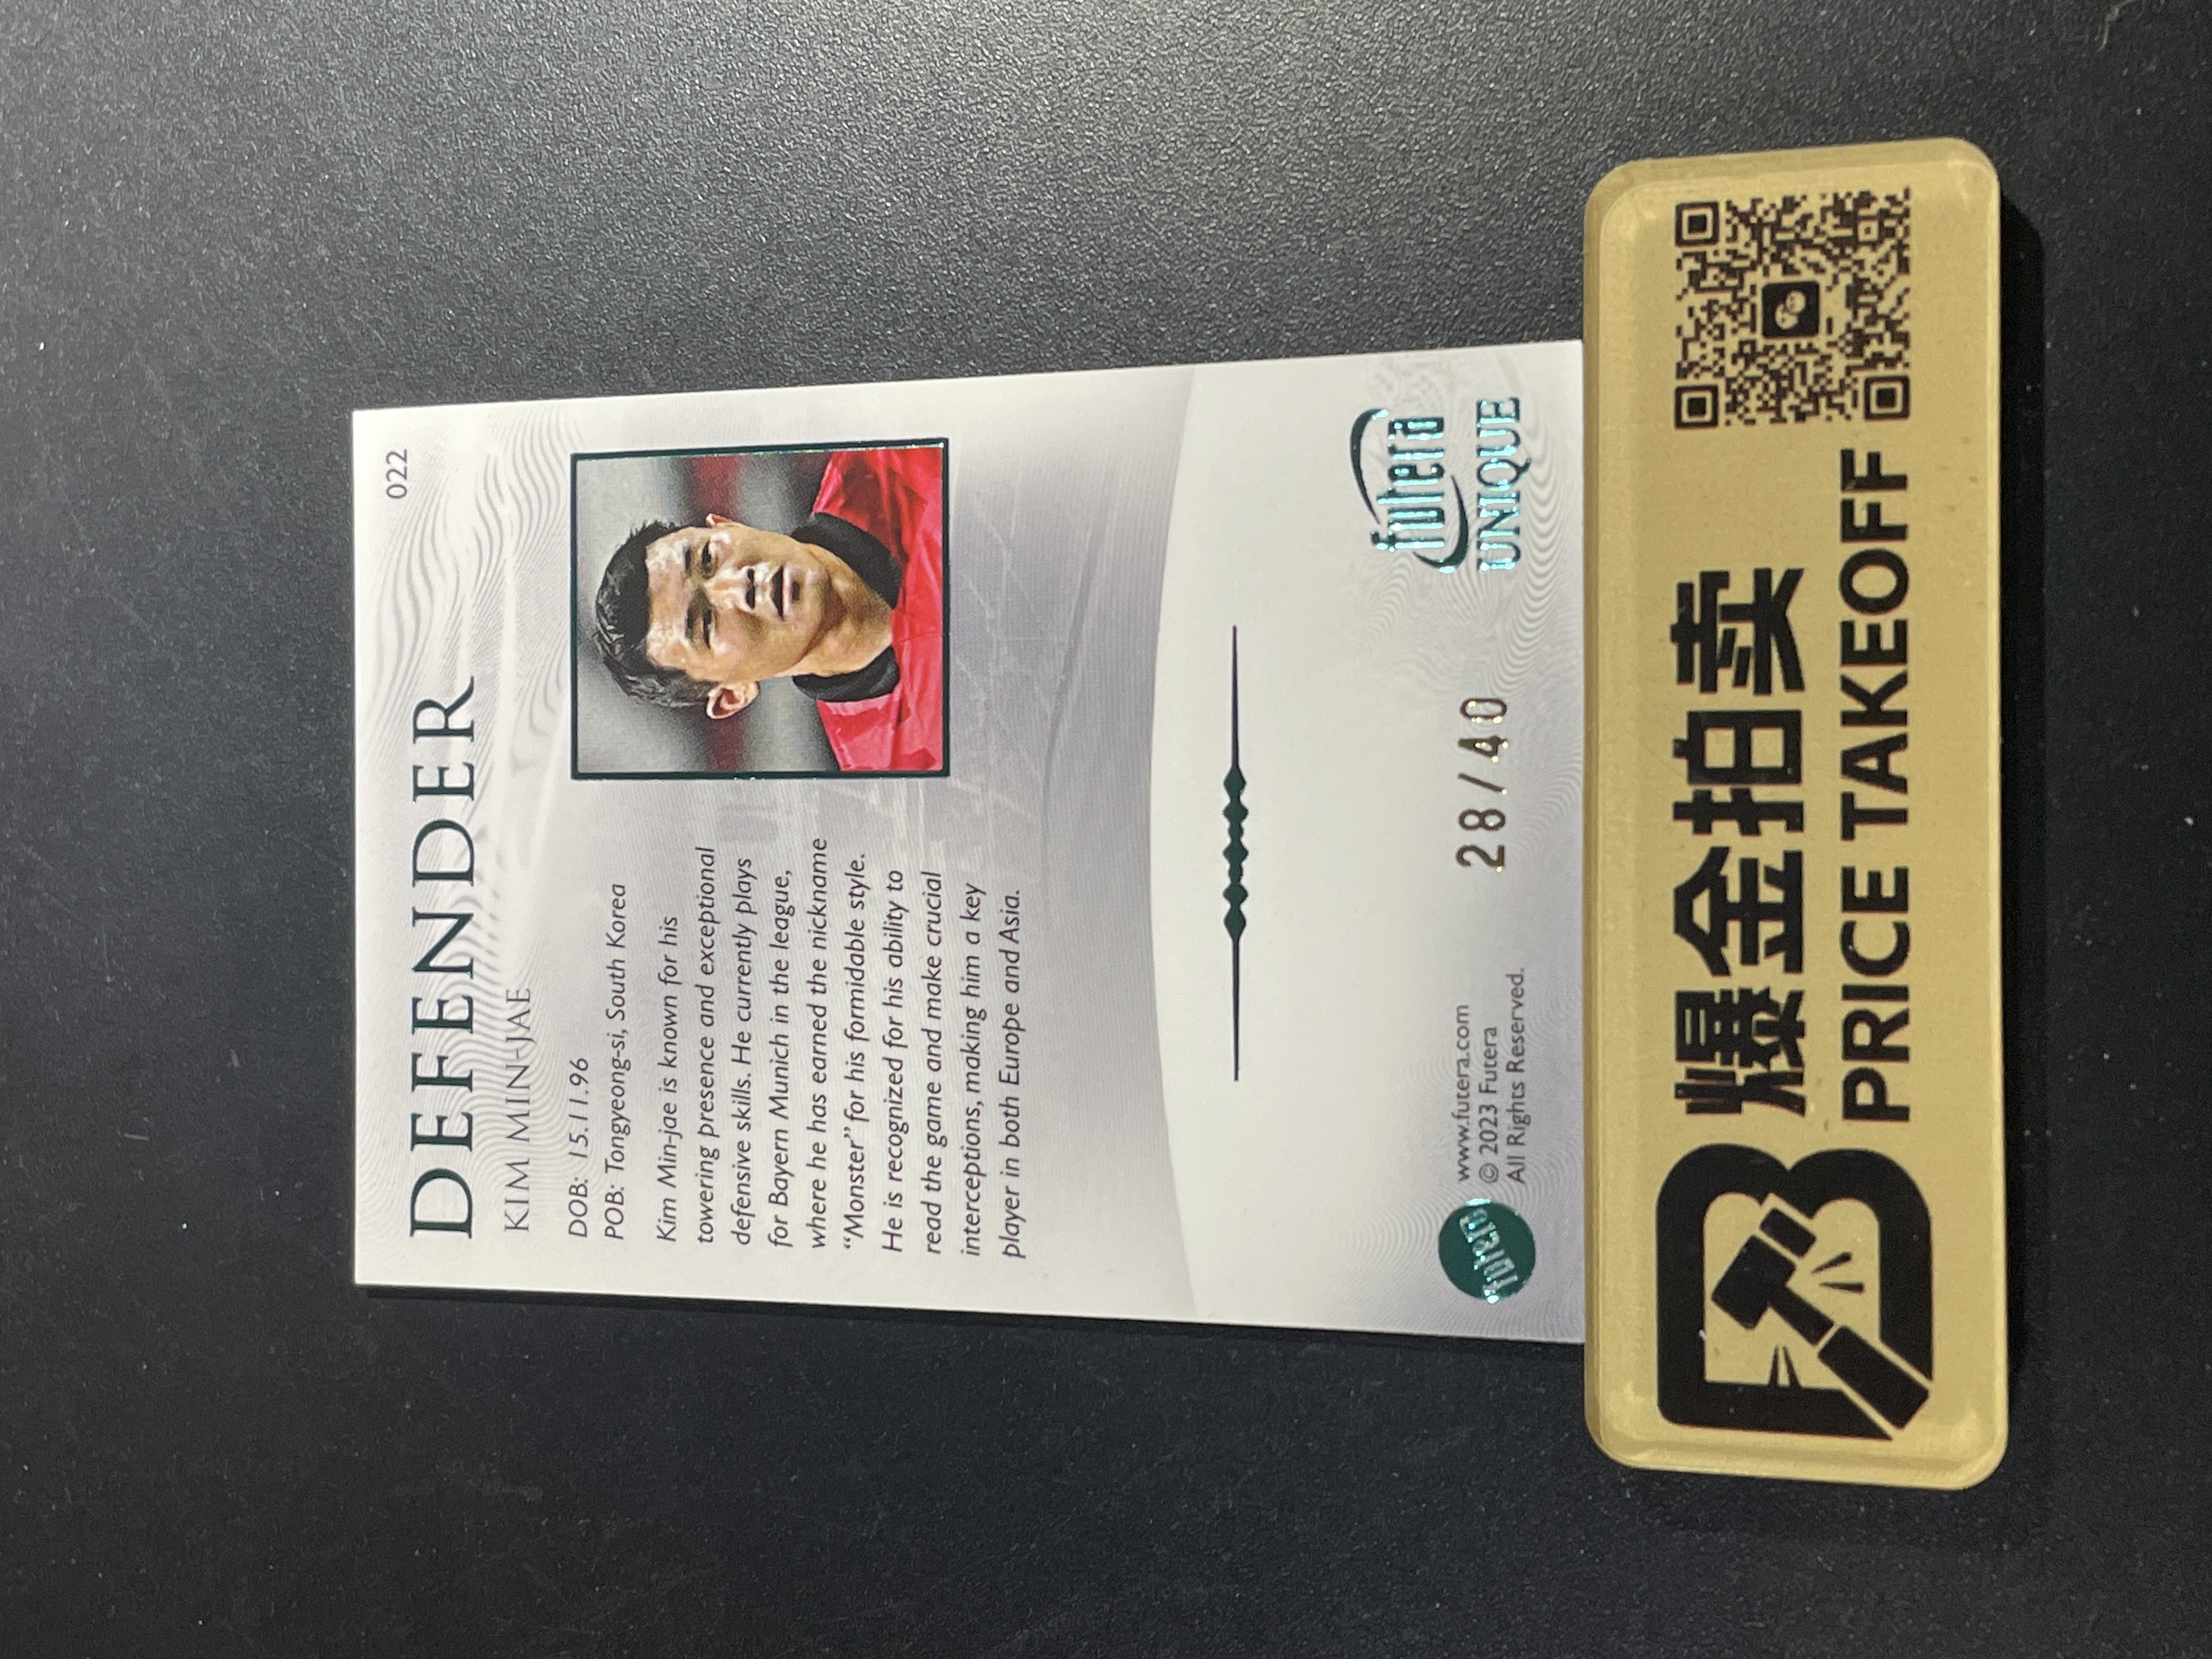 022
DEFENDER
KIM MIN-JAE
DOB: 15.11.96
POB: Tongyeong-si, South Korea
Kim Min-jae is known for his
towering presence and exceptional
defensive skills. He currently plays
for Bayern Munich in the league,
where he has earned the nickname
“Monster” for his formidable style.
He is recognized for his ability to
read the game and make crucial
interceptions, making him a key
player in both Europe and Asia.
futera
UNIQUE
futera
www.futera.com
© 2023 Futera
All Rights Reserved.
28/40
爆金拍卖
PRICE TAKEOFF